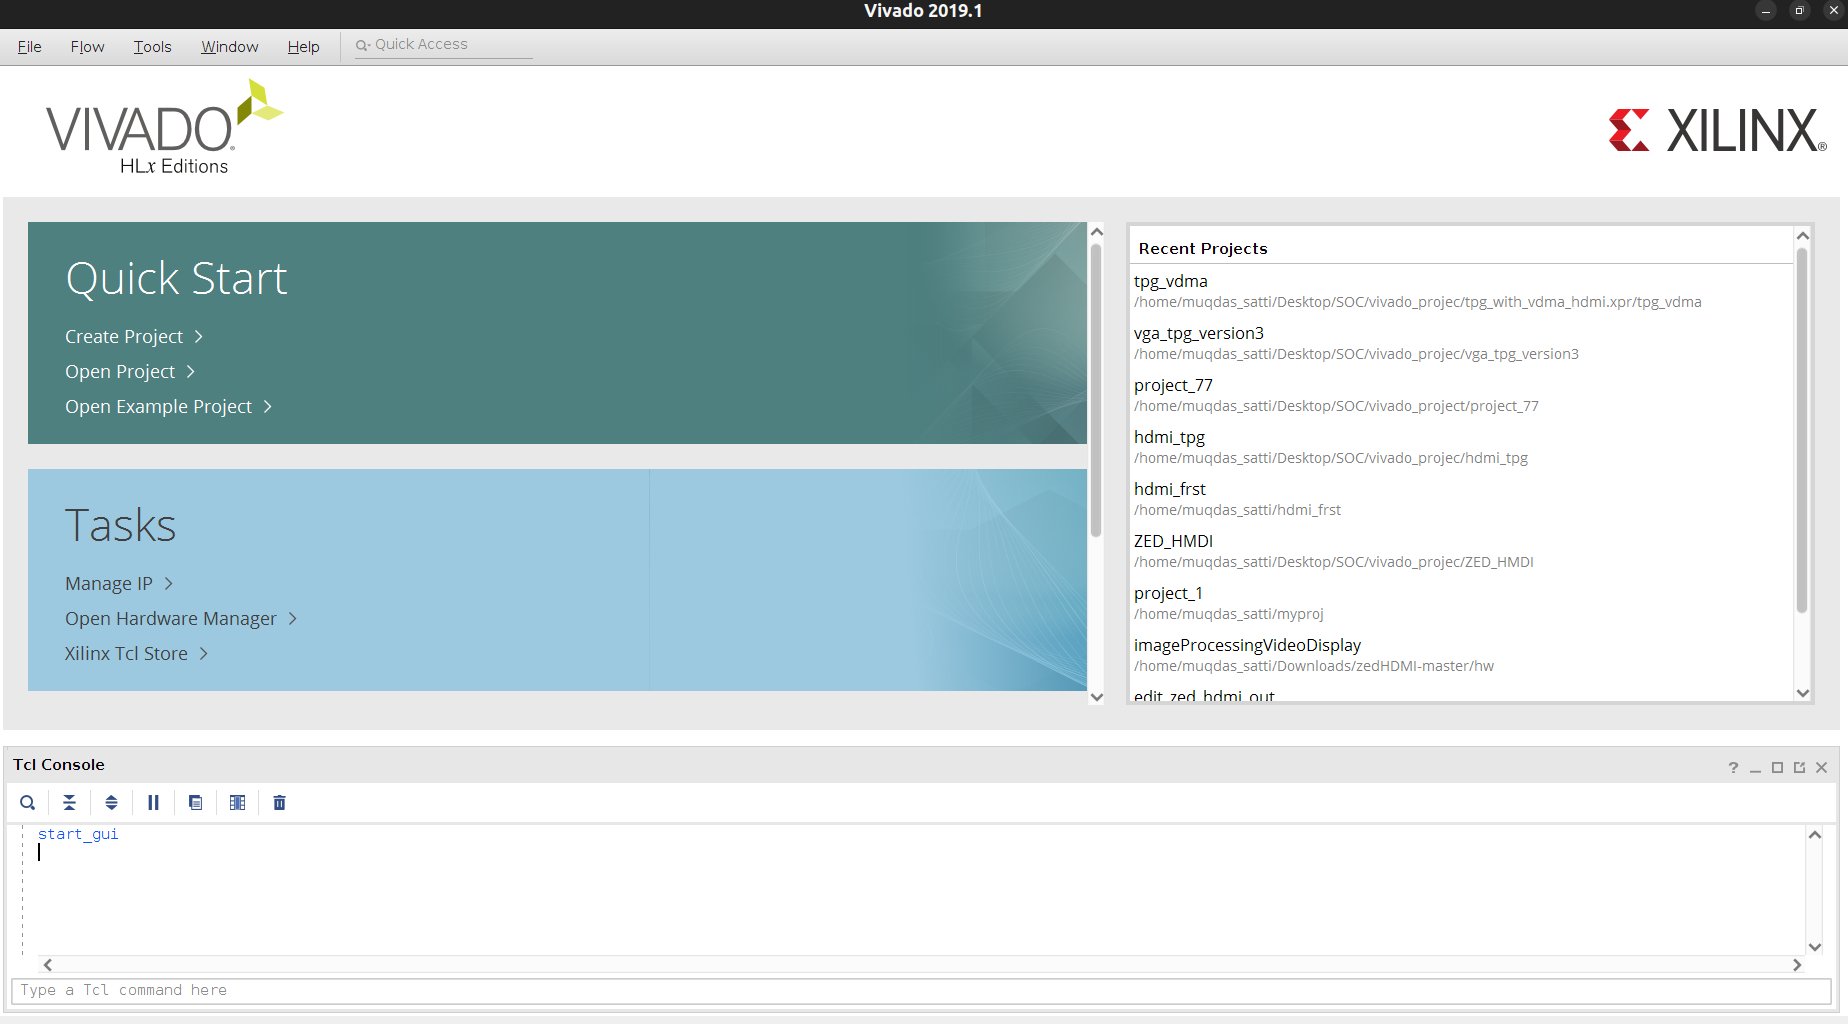 Vivado 2019.1
File Flow Tools Window Help Quick Access
VIVADO
HLx Editions
XILINX®
Quick Start
Create Project
Open Project
Open Example Project
Tasks
Manage IP
Open Hardware Manager
Xilinx Tcl Store
Recent Projects
tpg_vdma
/home/muqdas_satti/Desktop/SOC/vivado_projec/tpg_with_vdma_hdmi.xpr/tpg_vdma
vga_tpg_version3
/home/muqdas_satti/Desktop/SOC/vivado_projec/vga_tpg_version3
project_77
/home/muqdas_satti/Desktop/SOC/vivado_project/project_77
hdmi_tpg
/home/muqdas_satti/Desktop/SOC/vivado_projec/hdmi_tpg
hdmi_frst
/home/muqdas_satti/hdmi_frst
ZED_HMDI
/home/muqdas_satti/Desktop/SOC/vivado_projec/ZED_HMDI
project_1
/home/muqdas_satti/myproj
imageProcessingVideoDisplay
/home/muqdas_satti/Downloads/zedHDMI-master/hw
edit_zed_hdmi_out
Tcl Console
start_gui
Type a Tcl command here